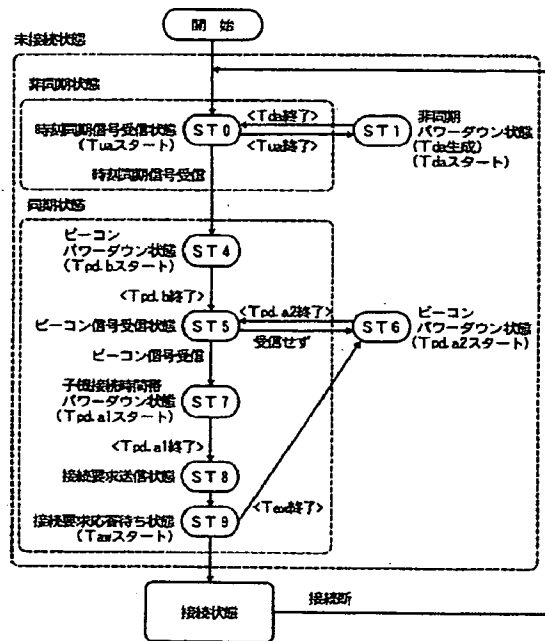 開 始
未接続状態
非同期状態
時刻同期信号受信状態
(Tuaスタート)
ST0
<Tda終了>
<Tua終了>
ST1
非同期
パワーダウン状態
(Tda生成)
(Tdaスタート)
時刻同期信号受信
同期状態
ビーコン
パワーダウン状態
(Tpd.bスタート)
ST4
<Tpd.b終了>
ビーコン信号受信状態
ST5
<Tpd.a2終了>
受信せず
ST6
ビーコン
パワーダウン状態
(Tpd.a2スタート)
ビーコン信号受信
子機接続時間帯
パワーダウン状態
(Tpd.a1スタート)
ST7
<Tpd.a1終了>
接続要求送信状態
ST8
接続要求応答待ち状態
(Tawスタート)
ST9
接続状態
接続断